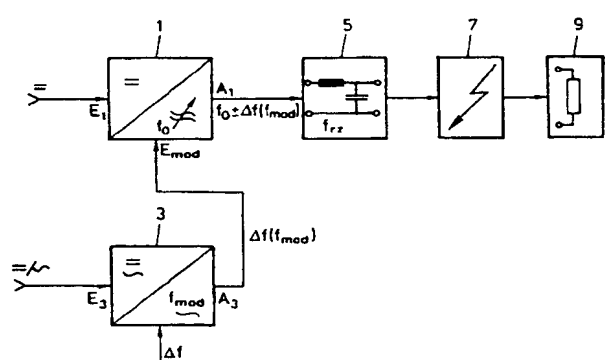 1
5
7
9
=
E₁
=
f₀
A₁
f₀ ± Δf(fmod)
Emod
frz
3
Δf(fmod)
=/~
E₃
=
~
fmod
~
A₃
Δf